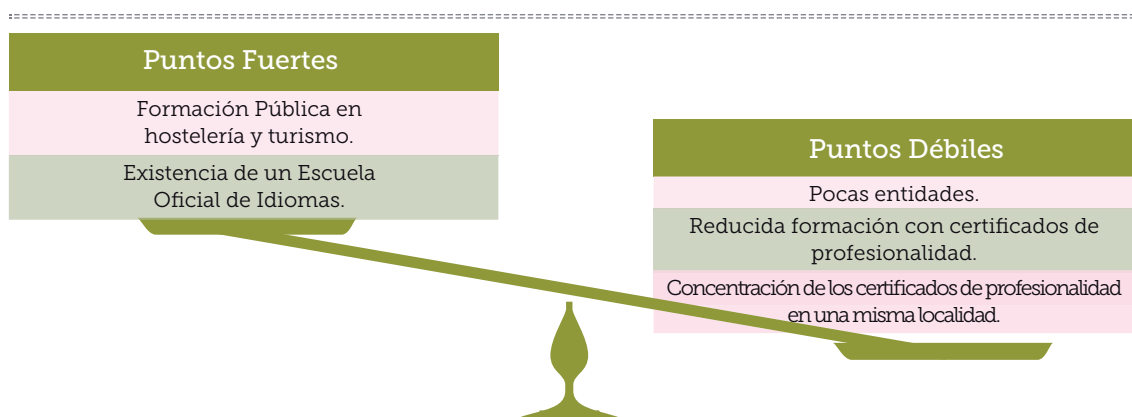 Puntos Fuertes
Formación Pública en
hostelería y turismo.
Existencia de un Escuela
Oficial de Idiomas.
Puntos Débiles
Pocas entidades.
Reducida formación con certificados de
profesionalidad.
Concentración de los certificados de profesionalidad
en una misma localidad.